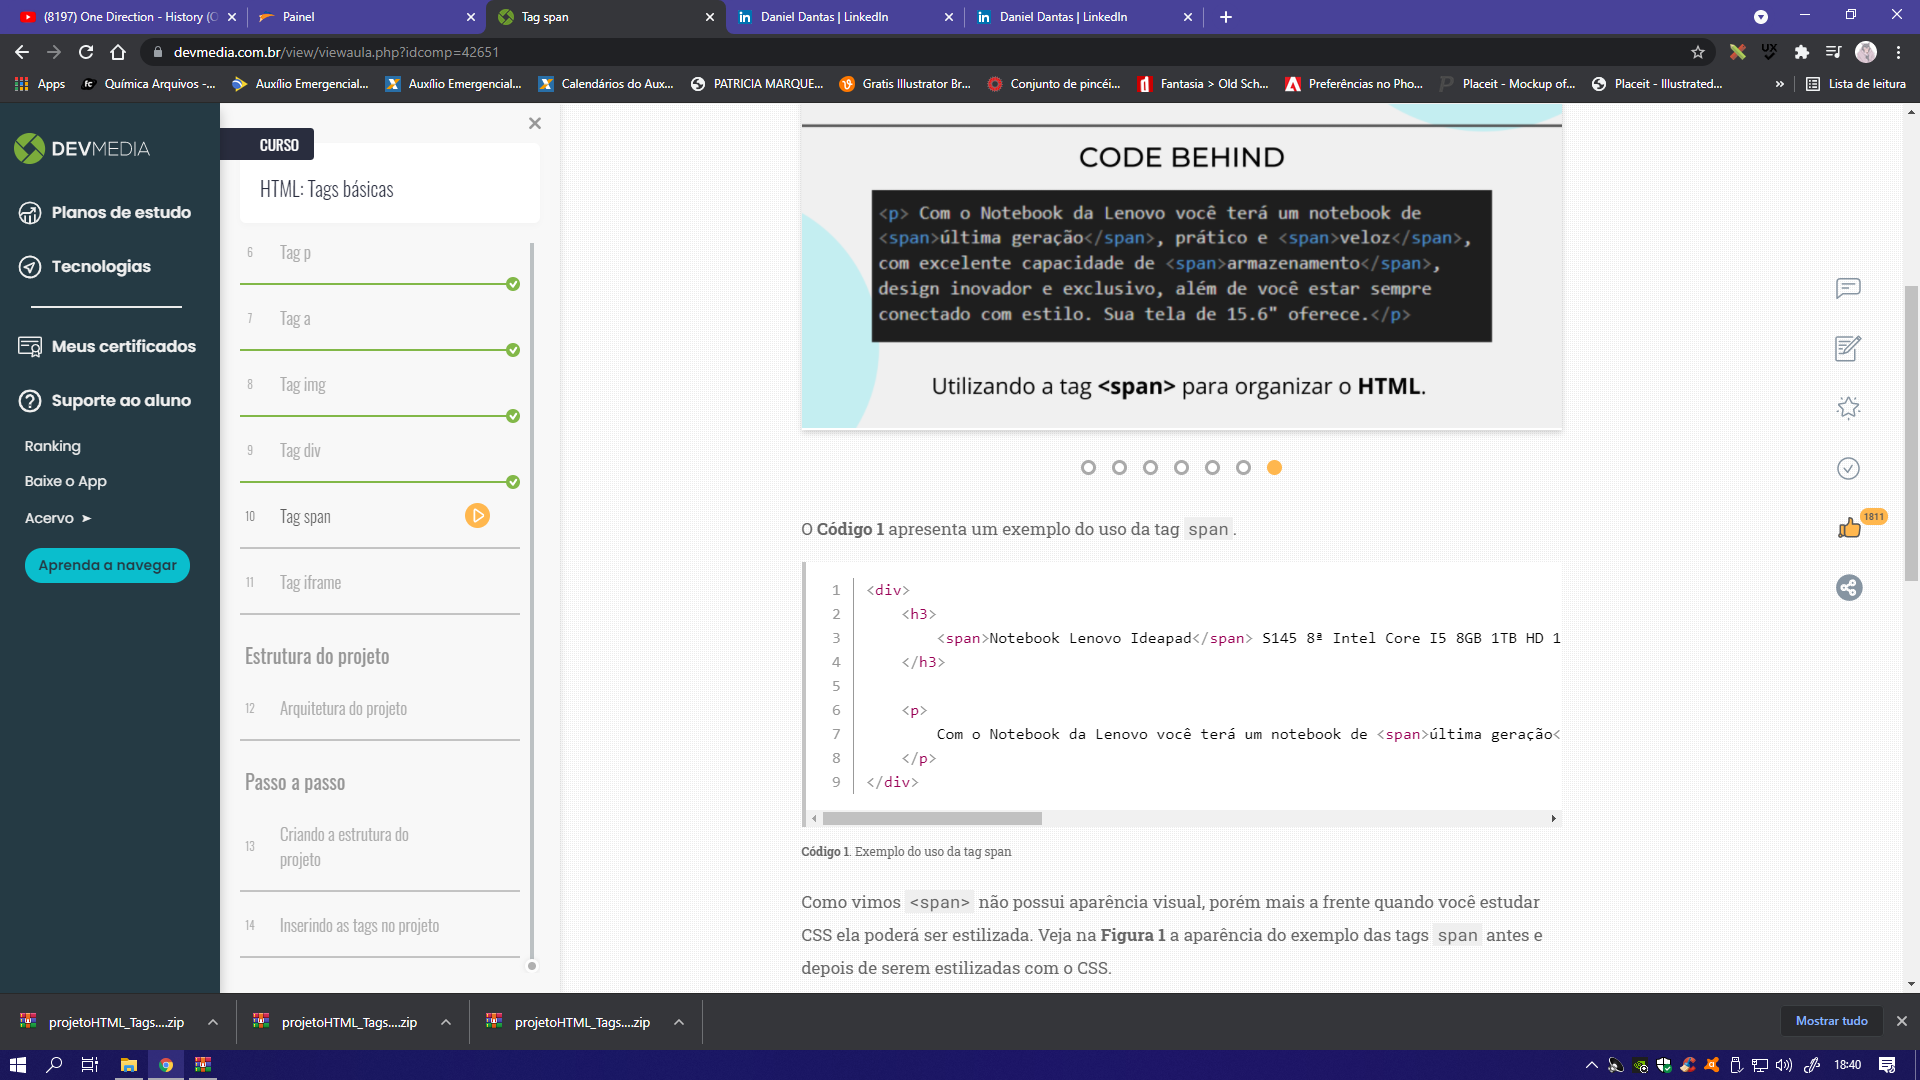 (8197) One Direction - History (O
Painel
Tag span
Daniel Dantas | LinkedIn
Daniel Dantas | LinkedIn
devmedia.com.br/view/viewaula.php?idcomp=42651
Apps
Química Arquivos -...
Auxílio Emergencial...
Auxílio Emergencial...
Calendários do Aux...
PATRICIA MARQUE...
Gratis Illustrator Br...
Conjunto de pincéi...
Fantasia > Old Sch...
Preferências no Pho...
Placeit - Mockup of...
Placeit - Illustrated...
»
Lista de leitura
DEVMEDIA
Planos de estudo
Tecnologias
Meus certificados
Suporte ao aluno
Ranking
Baixe o App
Acervo ➤
Aprenda a navegar
CURSO
HTML: Tags básicas
6 Tag p
7 Tag a
8 Tag img
9 Tag div
10 Tag span
11 Tag iframe
Estrutura do projeto
12 Arquitetura do projeto
Passo a passo
13 Criando a estrutura do
projeto
14 Inserindo as tags no projeto
CODE BEHIND
<p> Com o Notebook da Lenovo você terá um notebook de
<span>última geração</span>, prático e <span>veloz</span>,
com excelente capacidade de <span>armazenamento</span>,
design inovador e exclusivo, além de você estar sempre
conectado com estilo. Sua tela de 15.6" oferece.</p>
Utilizando a tag <span> para organizar o HTML.
O Código 1 apresenta um exemplo do uso da tag span .
1 <div>
2 <h3>
3 <span>Notebook Lenovo Ideapad</span> S145 8ª Intel Core I5 8GB 1TB HD 1
4 </h3>
5
6 <p>
7 Com o Notebook da Lenovo você terá um notebook de <span>última geração<
8 </p>
9 </div>
Código 1. Exemplo do uso da tag span
Como vimos <span> não possui aparência visual, porém mais a frente quando você estudar
CSS ela poderá ser estilizada. Veja na Figura 1 a aparência do exemplo das tags span antes e
depois de serem estilizadas com o CSS.
1811
projetoHTML_Tags....zip
projetoHTML_Tags....zip
projetoHTML_Tags....zip
Mostrar tudo
18:40